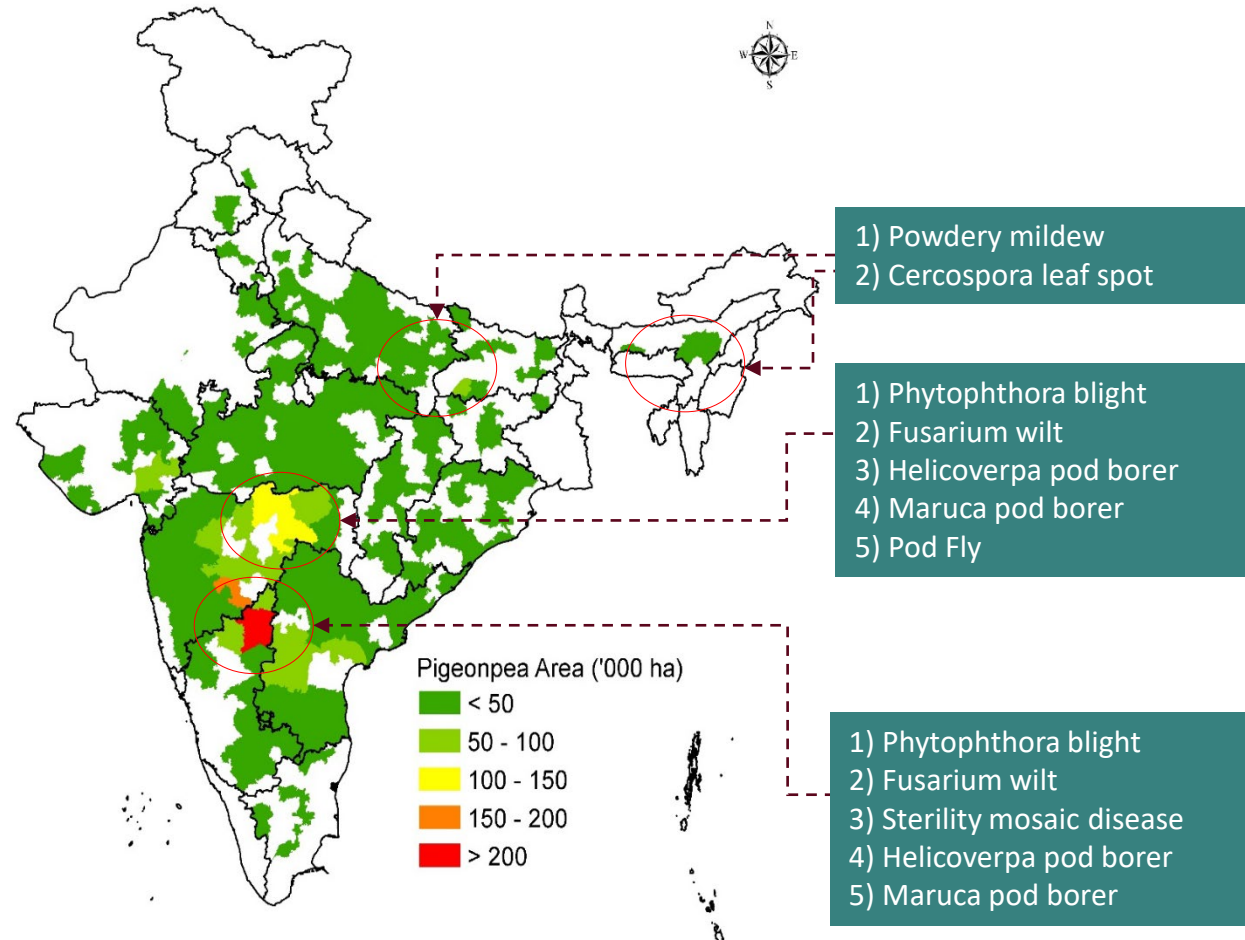 N
W E
S
1) Powdery mildew
2) Cercospora leaf spot
1) Phytophthora blight
2) Fusarium wilt
3) Helicoverpa pod borer
4) Maruca pod borer
5) Pod Fly
Pigeonpea Area ('000 ha)
< 50
50 - 100
100 - 150
150 - 200
> 200
1) Phytophthora blight
2) Fusarium wilt
3) Sterility mosaic disease
4) Helicoverpa pod borer
5) Maruca pod borer